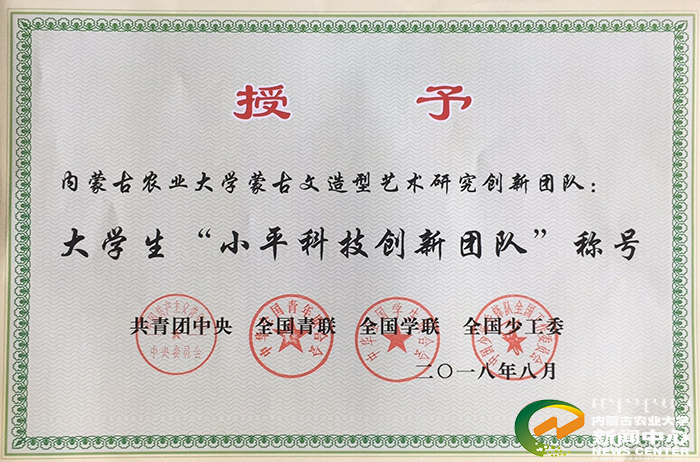 授 予
内蒙古农业大学蒙古文造型艺术研究创新团队：
大学生“小平科技创新团队”称号
共青团中央 全国青联 全国学联 全国少工委
二〇一八年八月
内蒙古农业大学
新闻中心
NEWS CENTER